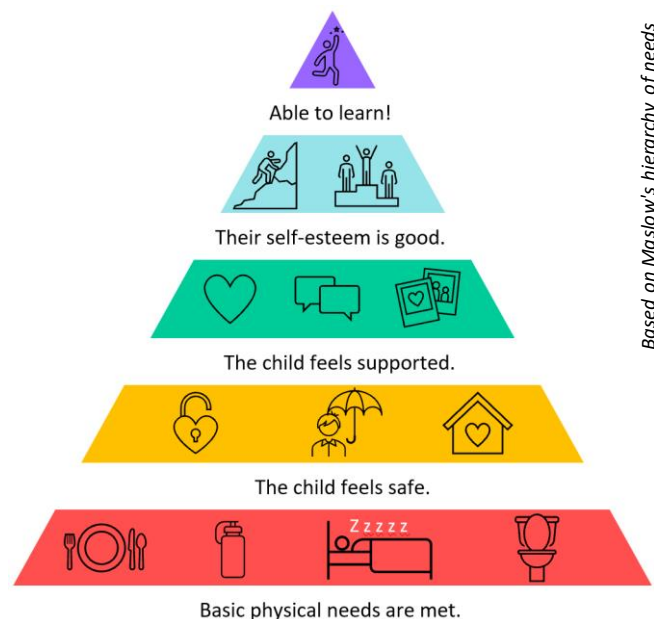 Able to learn!
Their self-esteem is good.
The child feels supported.
The child feels safe.
Z z z z z
Basic physical needs are met.
Based on Maslow's hierarchy of needs